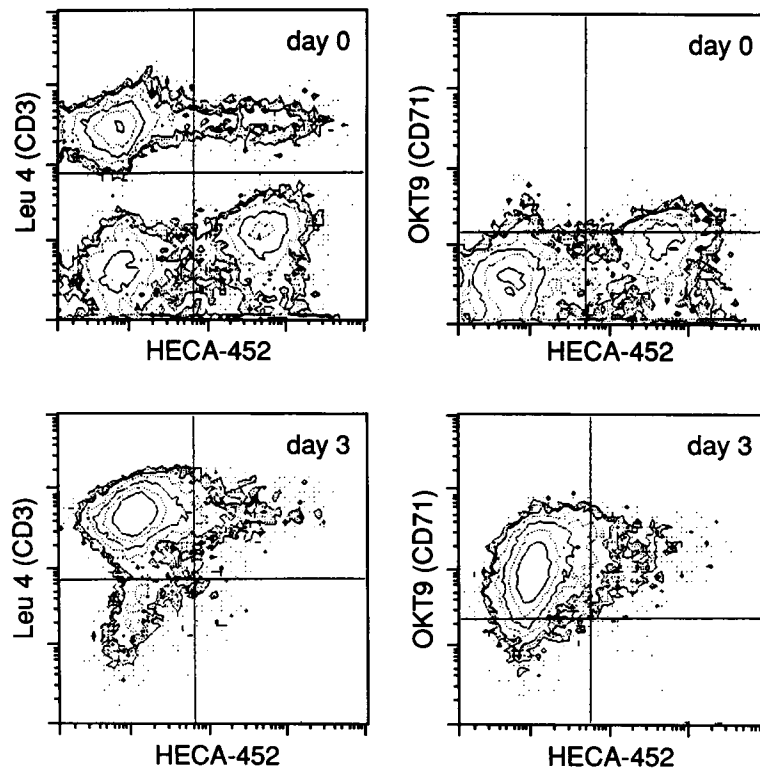 day 0
Leu 4 (CD3)
HECA-452
day 0
OKT9 (CD71)
HECA-452
day 3
Leu 4 (CD3)
HECA-452
day 3
OKT9 (CD71)
HECA-452